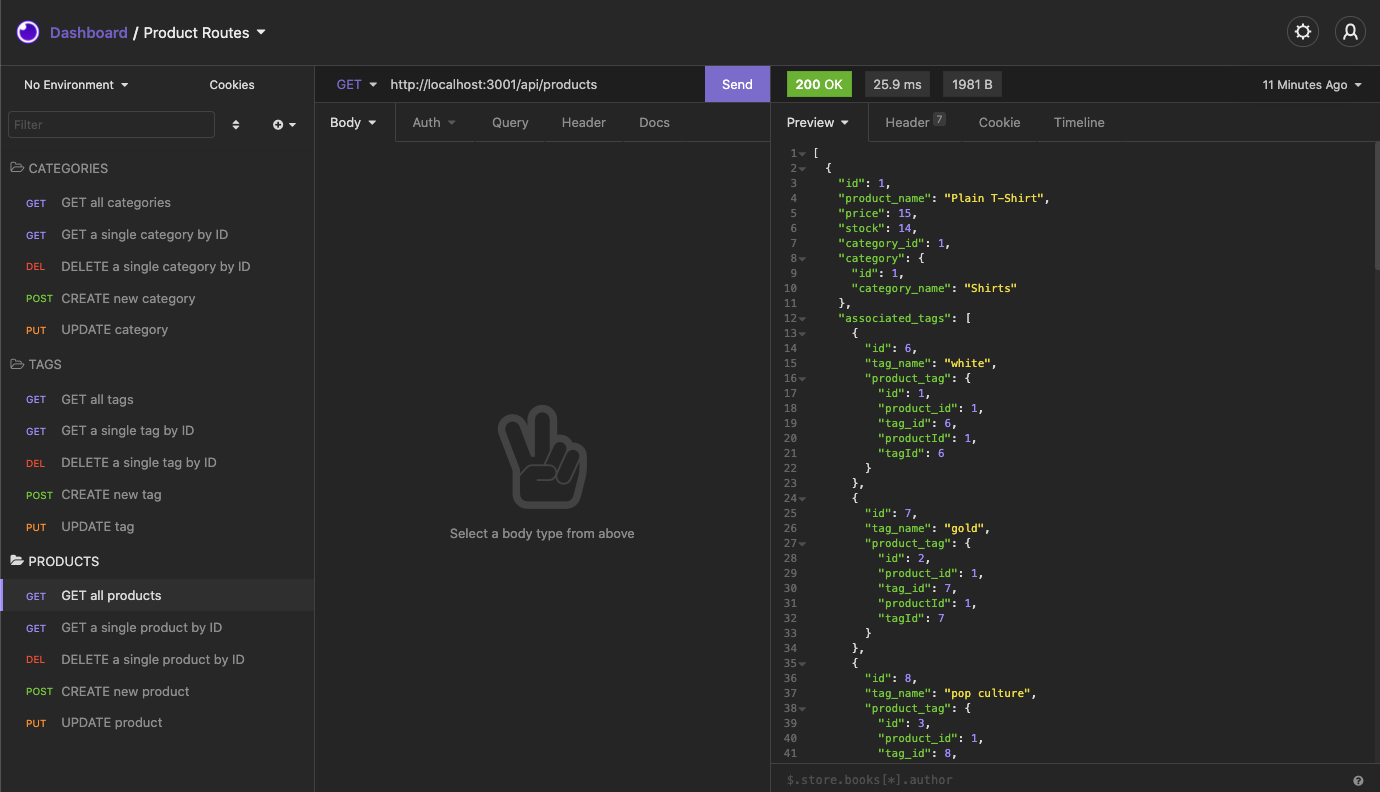 Dashboard / Product Routes
No Environment
Cookies
Filter
CATEGORIES
GET GET all categories
GET GET a single category by ID
DEL DELETE a single category by ID
POST CREATE new category
PUT UPDATE category
TAGS
GET GET all tags
GET GET a single tag by ID
DEL DELETE a single tag by ID
POST CREATE new tag
PUT UPDATE tag
PRODUCTS
GET GET all products
GET GET a single product by ID
DEL DELETE a single product by ID
POST CREATE new product
PUT UPDATE product
GET http://localhost:3001/api/products Send
Body Auth Query Header Docs
Select a body type from above
200 OK 25.9 ms 1981 B 11 Minutes Ago
Preview Header 7 Cookie Timeline
1 [
2 {
3 "id": 1,
4 "product_name": "Plain T-Shirt",
5 "price": 15,
6 "stock": 14,
7 "category_id": 1,
8 "category": {
9 "id": 1,
10 "category_name": "Shirts"
11 },
12 "associated_tags": [
13 {
14 "id": 6,
15 "tag_name": "white",
16 "product_tag": {
17 "id": 1,
18 "product_id": 1,
19 "tag_id": 6,
20 "productId": 1,
21 "tagId": 6
22 }
23 },
24 {
25 "id": 7,
26 "tag_name": "gold",
27 "product_tag": {
28 "id": 2,
29 "product_id": 1,
30 "tag_id": 7,
31 "productId": 1,
32 "tagId": 7
33 }
34 },
35 {
36 "id": 8,
37 "tag_name": "pop culture",
38 "product_tag": {
39 "id": 3,
40 "product_id": 1,
41 "tag_id": 8,
$.store.books[*].author